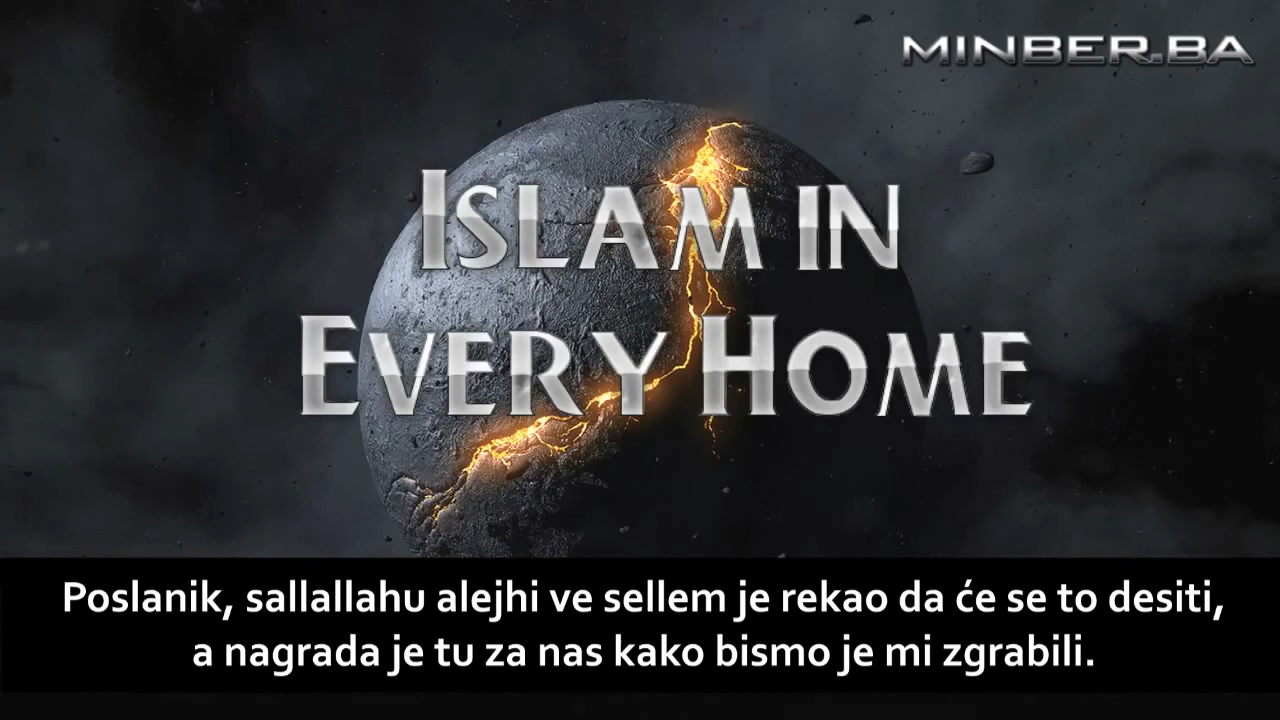 MINBER.BA
ISLAM IN
EVERY HOME
Poslanik, sallallahu alejhi ve sellem je rekao da će se to desiti,
a nagrada je tu za nas kako bismo je mi zgrabili.